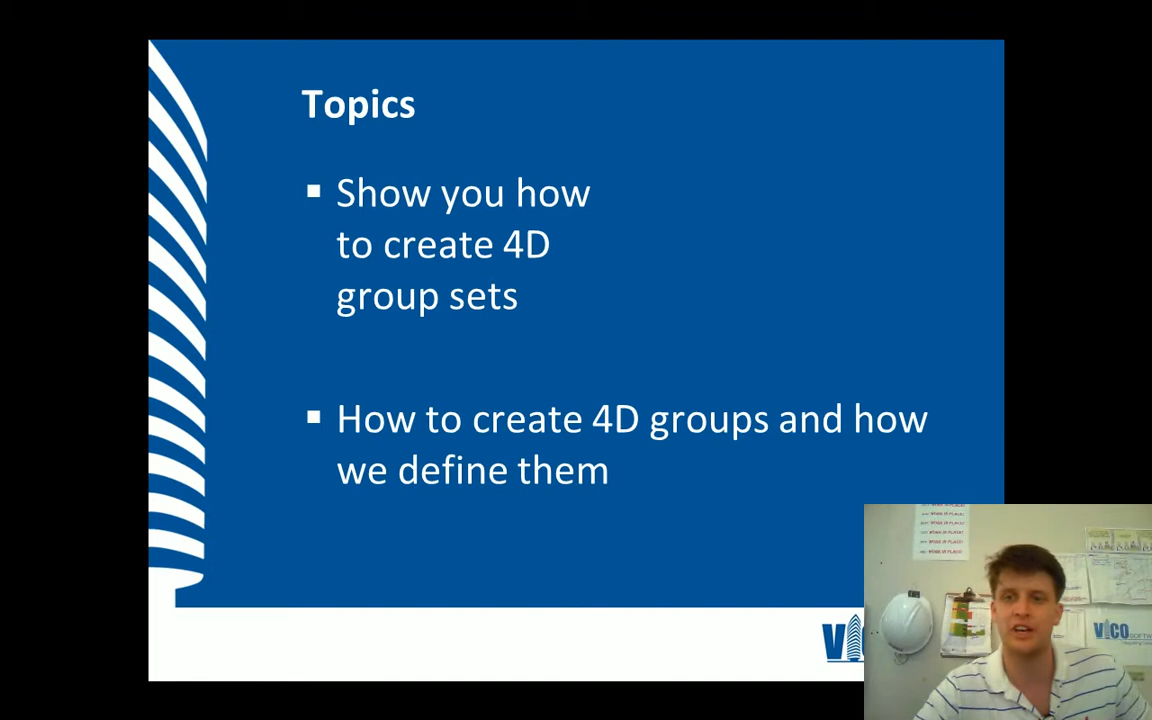 Topics
▪ Show you how
to create 4D
group sets
▪ How to create 4D groups and how
we define them
VICO